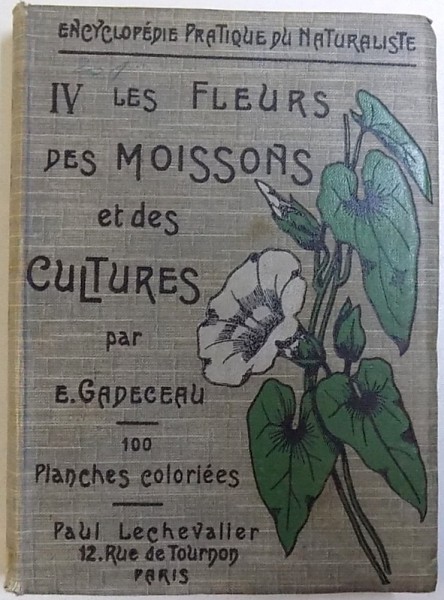 ENCYCLOPÉDIE PRATIQUE DU NATURALISTE
IV LES FLEURS
DES MOISSONS
et des
CULTURES
par
E. GADECEAU
100
Planches coloriées
Paul Lechevalier
12. Rue de Tournon
PARIS